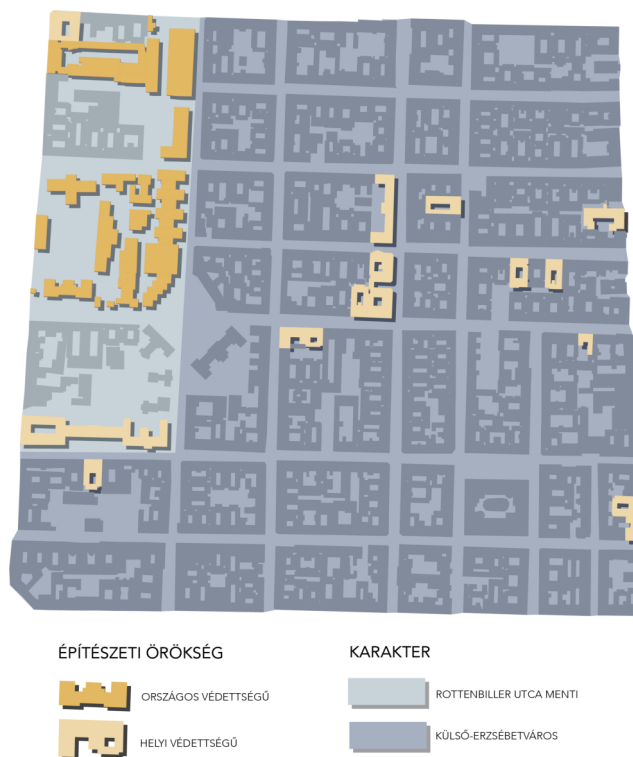 ÉPÍTÉSZETI ÖRÖKSÉG
ORSZÁGOS VÉDETTSÉGŰ
HELYI VÉDETTSÉGŰ
KARAKTER
ROTTENBILLER UTCA MENTI
KÜLSŐ-ERZSÉBETVÁROS